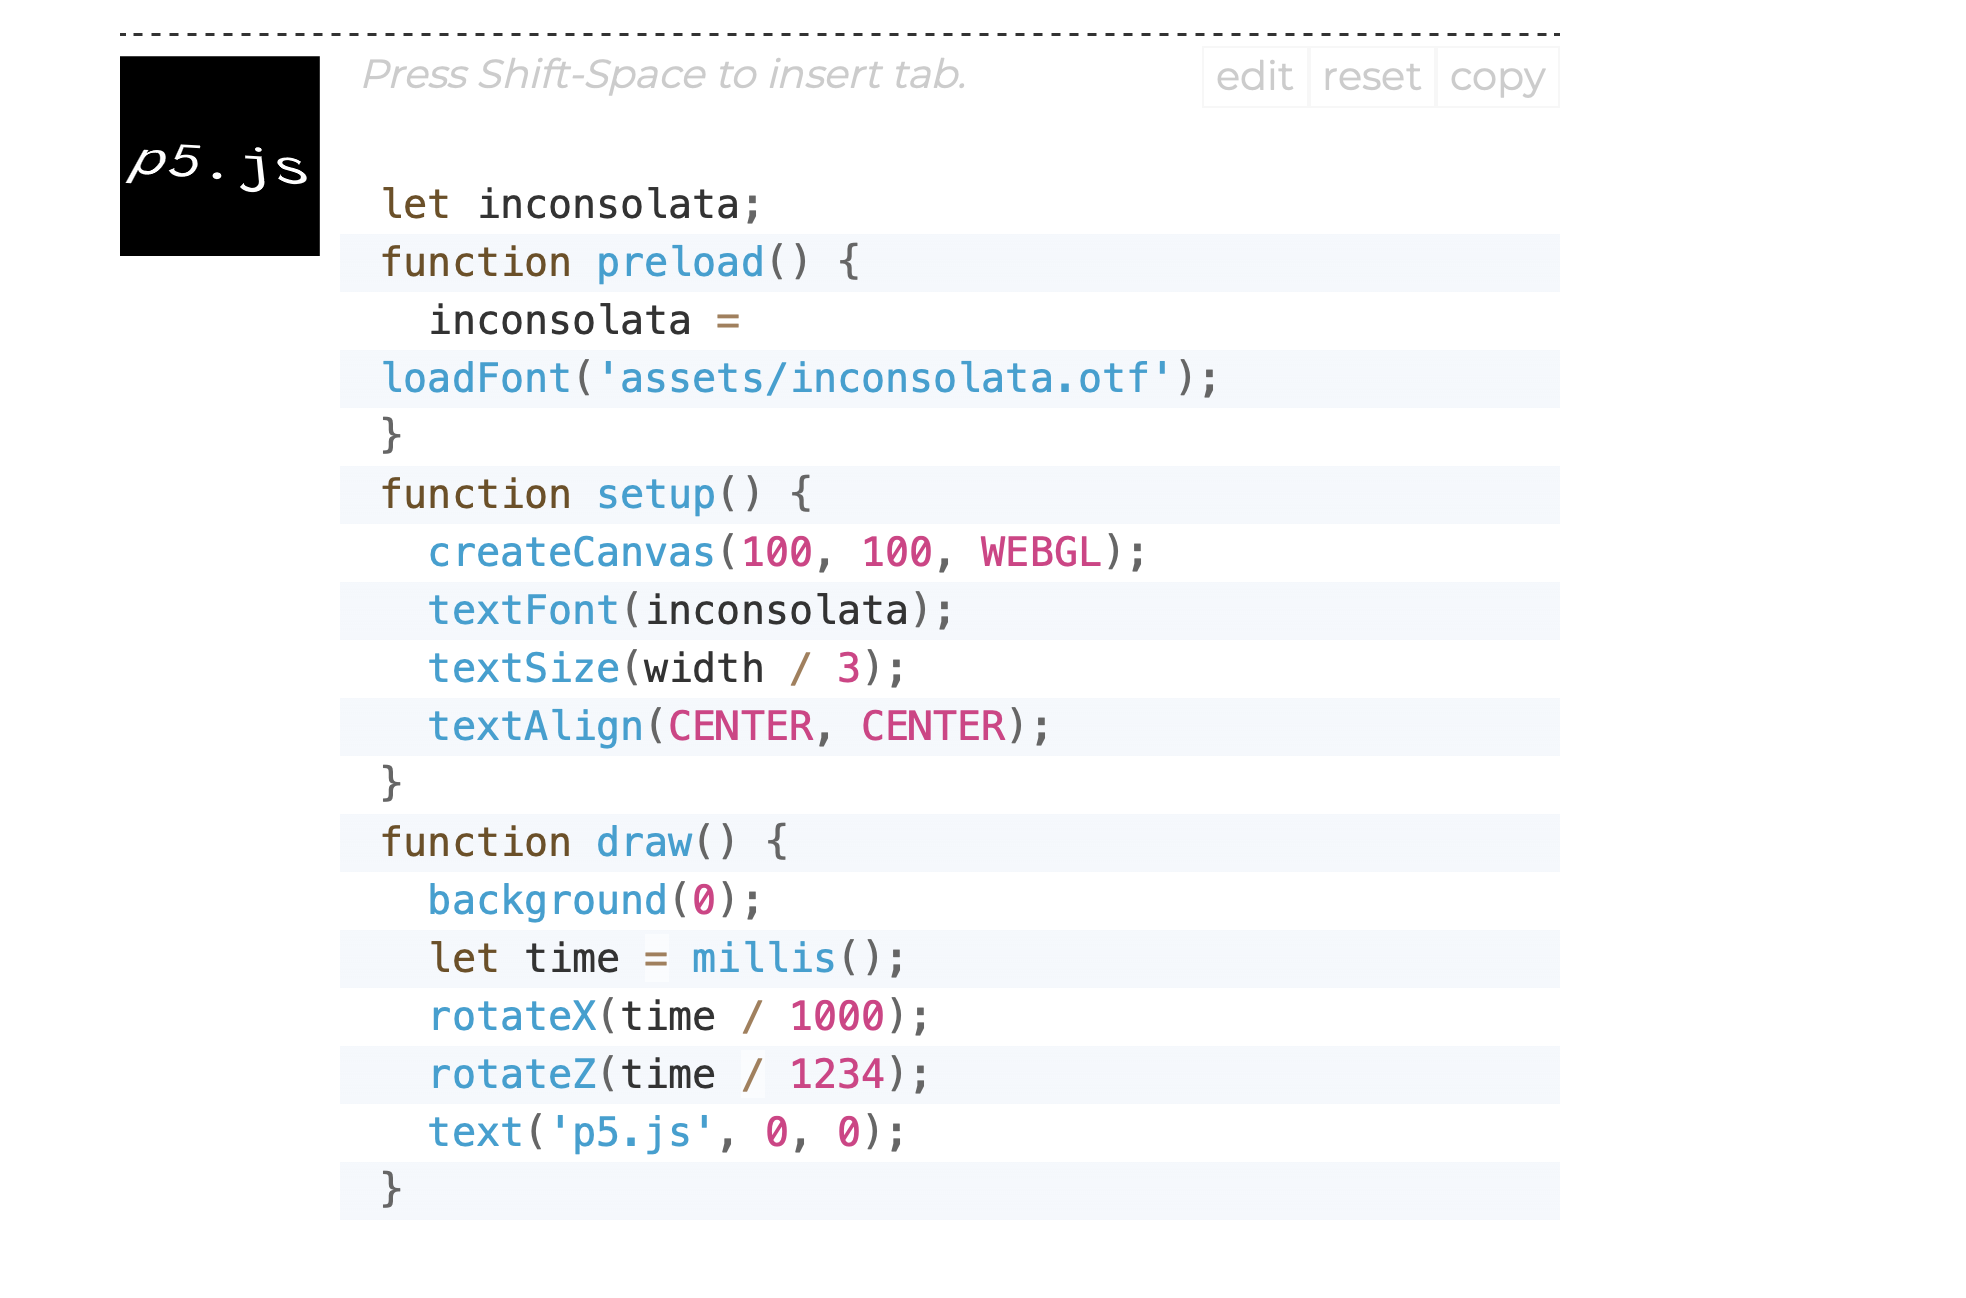 Press Shift-Space to insert tab.
edit reset copy
p5.js
let inconsolata;
function preload() {
  inconsolata =
loadFont('assets/inconsolata.otf');
}
function setup() {
  createCanvas(100, 100, WEBGL);
  textFont(inconsolata);
  textSize(width / 3);
  textAlign(CENTER, CENTER);
}
function draw() {
  background(0);
  let time = millis();
  rotateX(time / 1000);
  rotateZ(time / 1234);
  text('p5.js', 0, 0);
}